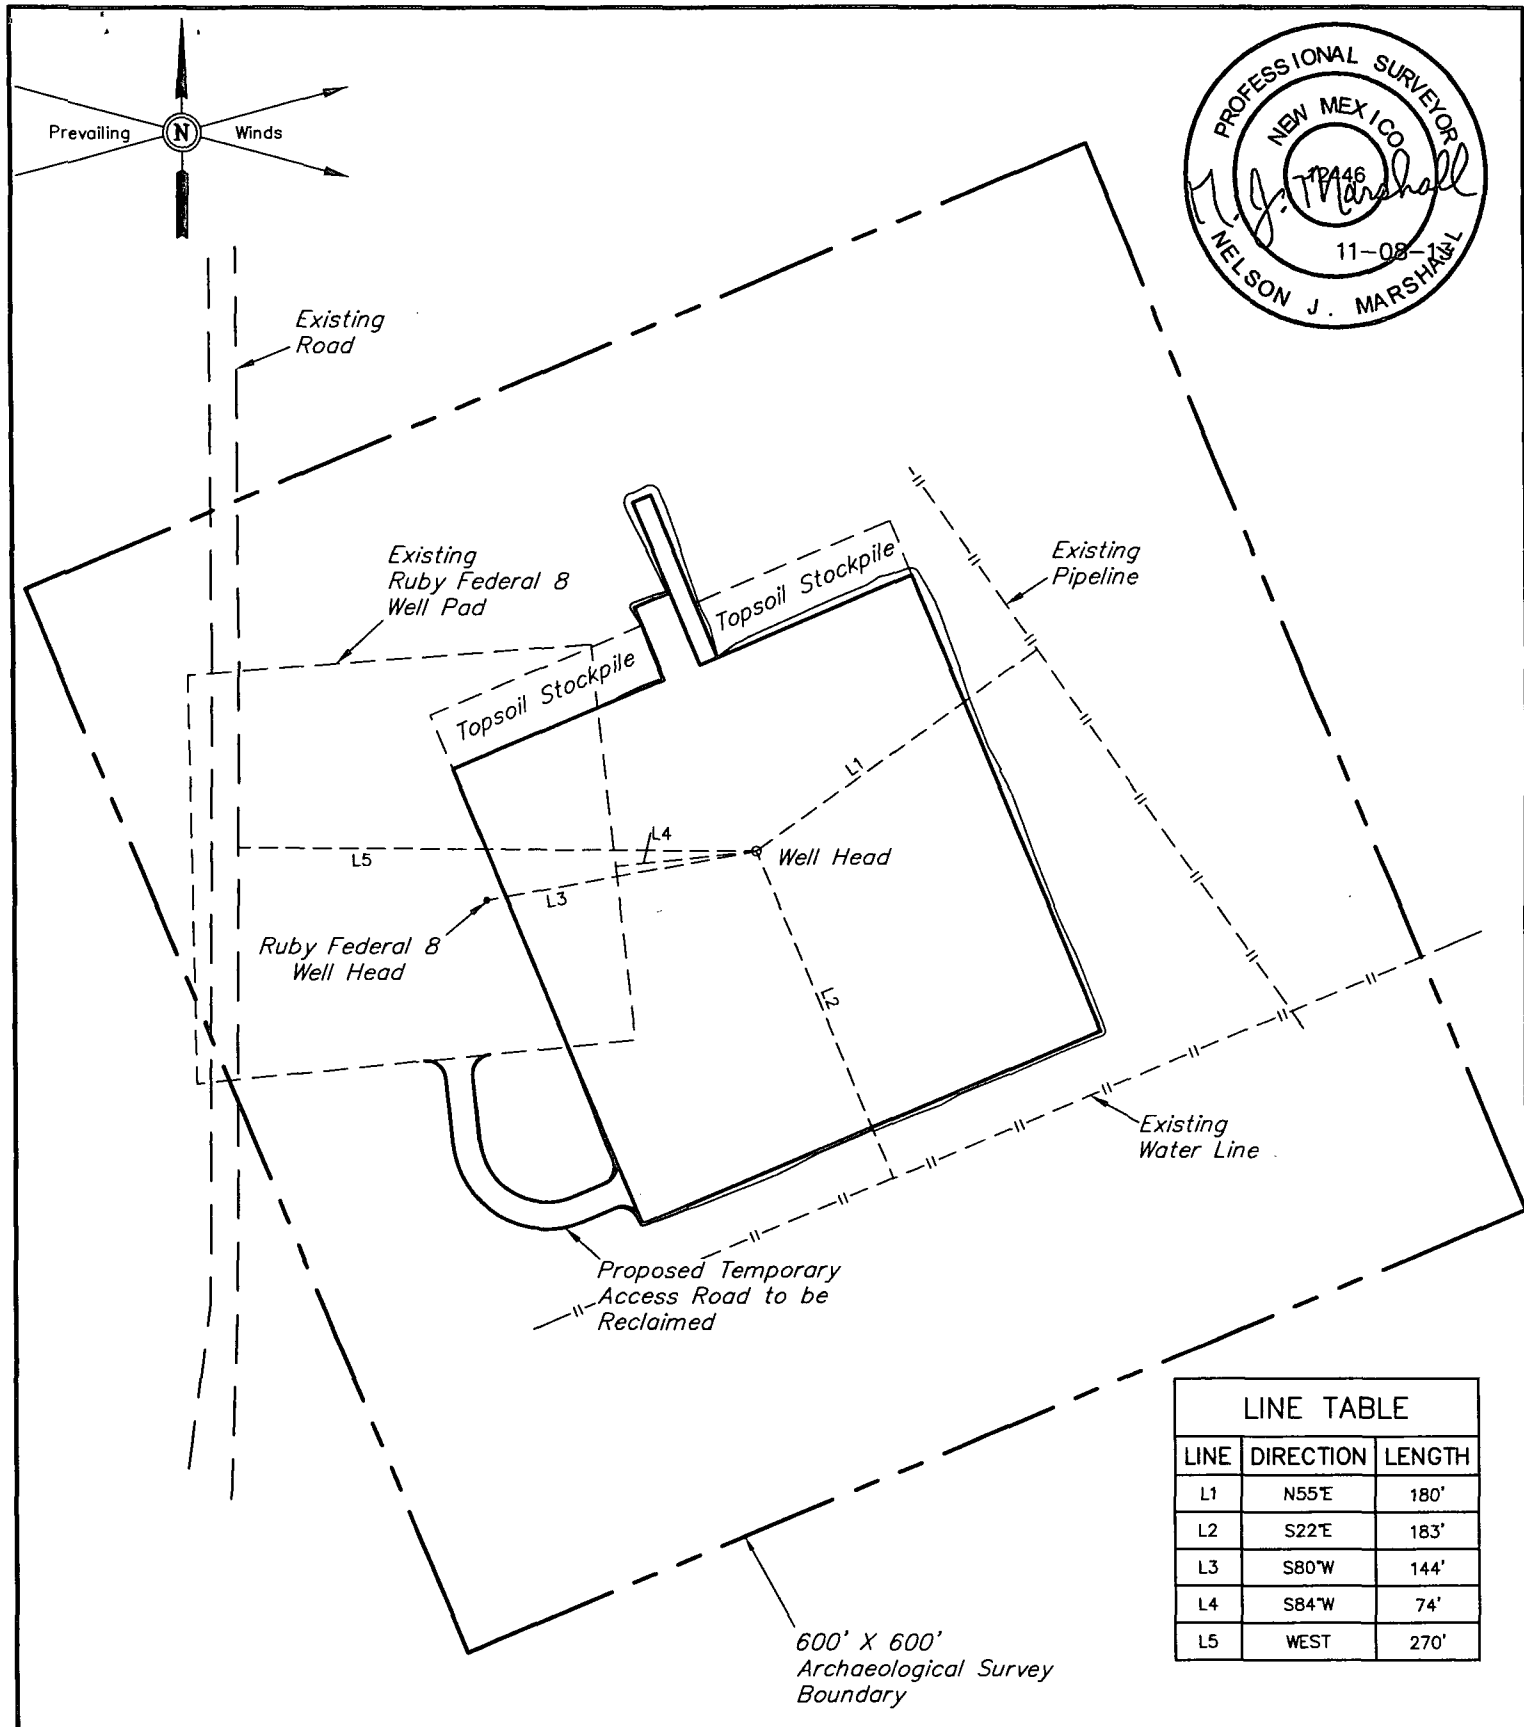 Prevailing
N
Winds
PROFESSIONAL SURVEYOR
NEW MEXICO
12446
N. J. Marshall
NELSON J. MARSHALL
Existing
Road
Existing
Ruby Federal 8
Well Pad
Topsoil Stockpile
Topsoil Stockpile
Existing
Pipeline
L1
L4
L5
Well Head
L3
L2
Ruby Federal 8
Well Head
Existing
Water Line
Proposed Temporary
Access Road to be
Reclaimed
LINE TABLE
LINE DIRECTION LENGTH
L1 N55°E 180'
L2 S22°E 183'
L3 S80°W 144'
L4 S84°W 74'
L5 WEST 270'
600' X 600'
Archaeological Survey
Boundary